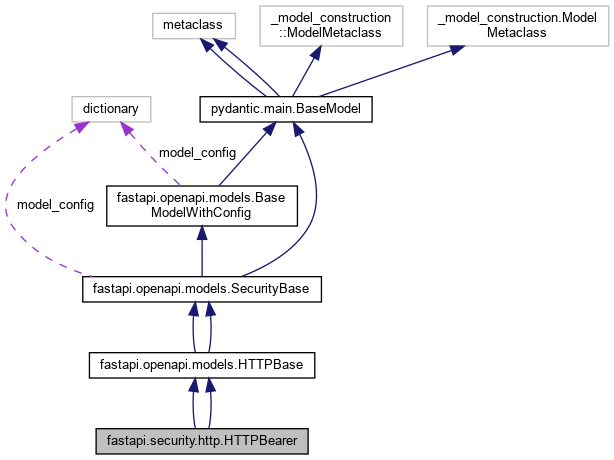 metaclass
_model_construction
::ModelMetaclass
_model_construction.Model
Metaclass
dictionary
pydantic.main.BaseModel
model_config
fastapi.openapi.models.Base
ModelWithConfig
model_config
fastapi.openapi.models.SecurityBase
fastapi.openapi.models.HTTPBase
fastapi.security.http.HTTPBearer